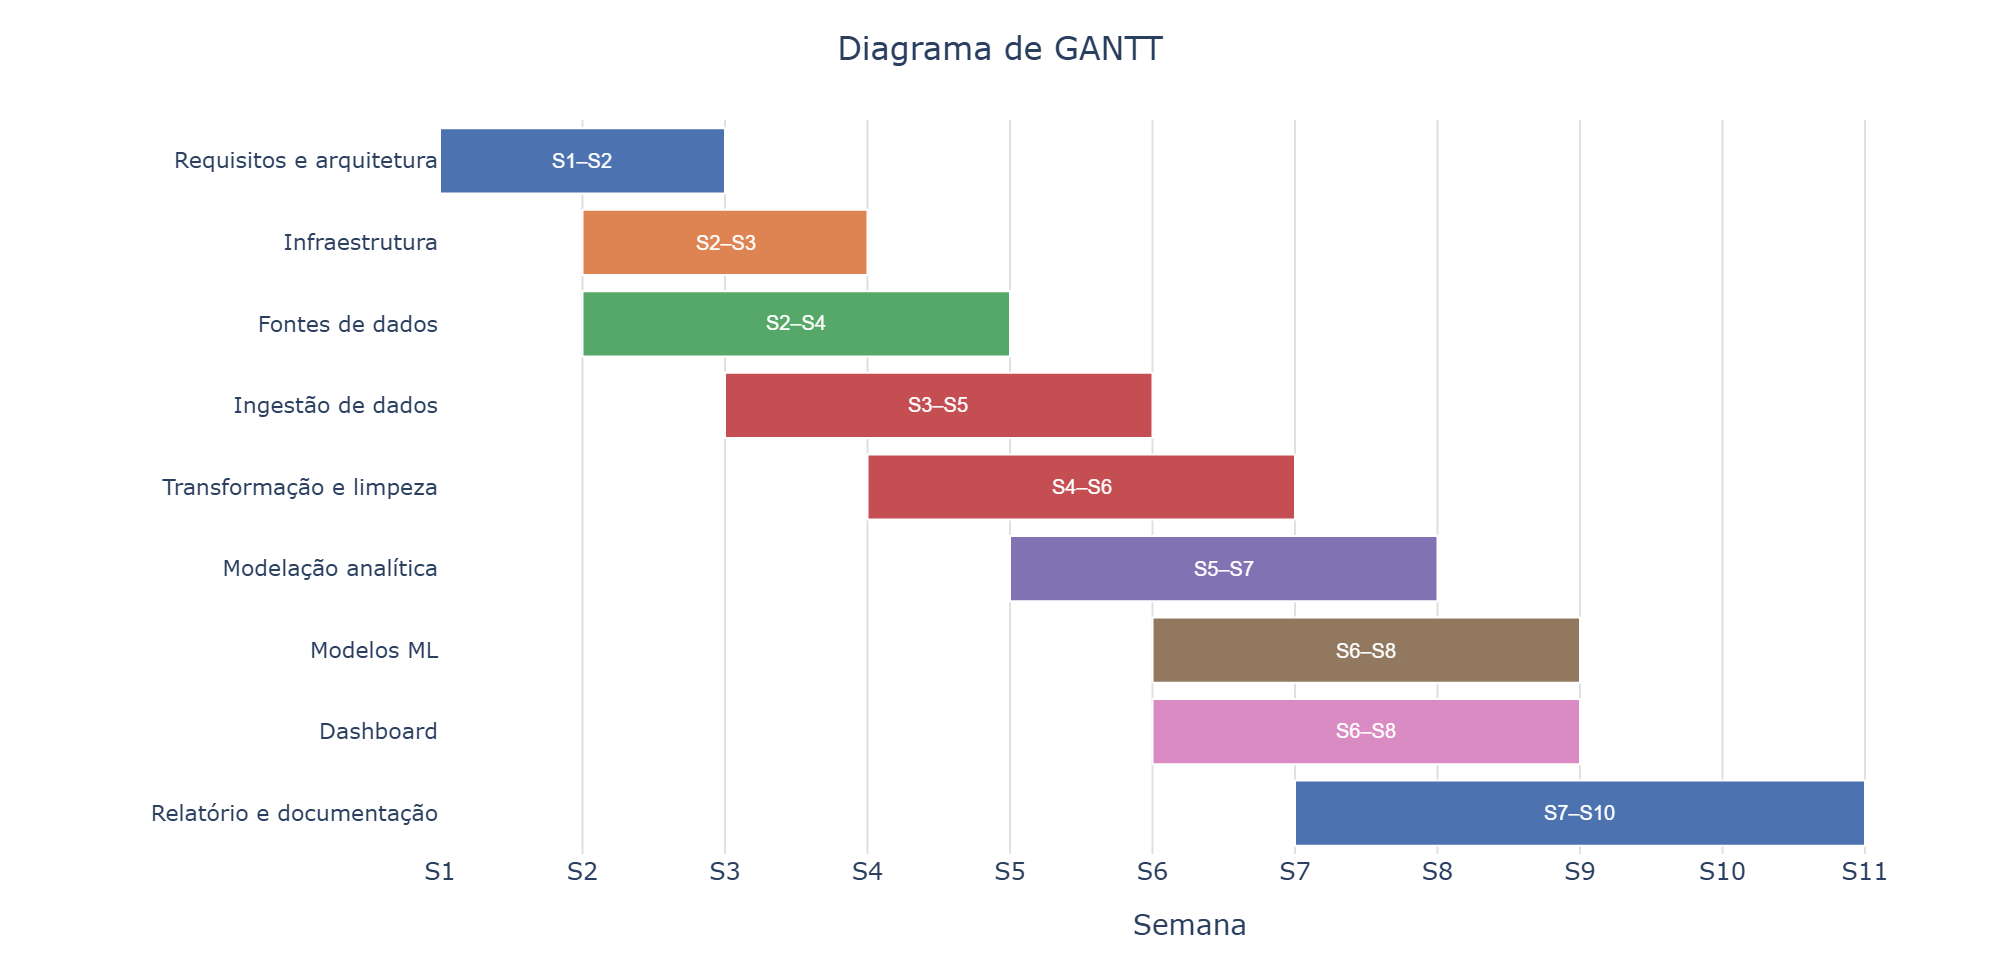 Diagrama de GANTT
Requisitos e arquitetura
S1–S2
Infraestrutura
S2–S3
Fontes de dados
S2–S4
Ingestão de dados
S3–S5
Transformação e limpeza
S4–S6
Modelação analítica
S5–S7
Modelos ML
S6–S8
Dashboard
S6–S8
Relatório e documentação
S7–S10
S1 S2 S3 S4 S5 S6 S7 S8 S9 S10 S11
Semana